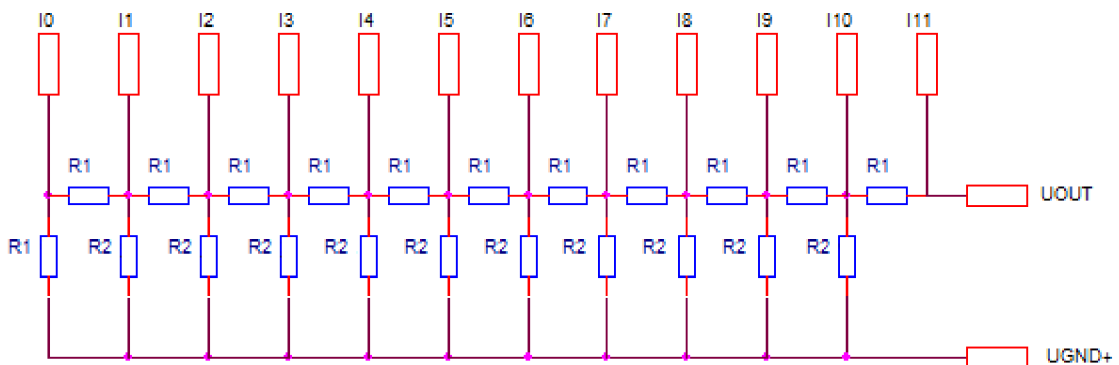 I0 I1 I2 I3 I4 I5 I6 I7 I8 I9 I10 I11
R1 R1 R1 R1 R1 R1 R1 R1 R1 R1 R1
UOUT
R1 R2 R2 R2 R2 R2 R2 R2 R2 R2 R2
UGND+